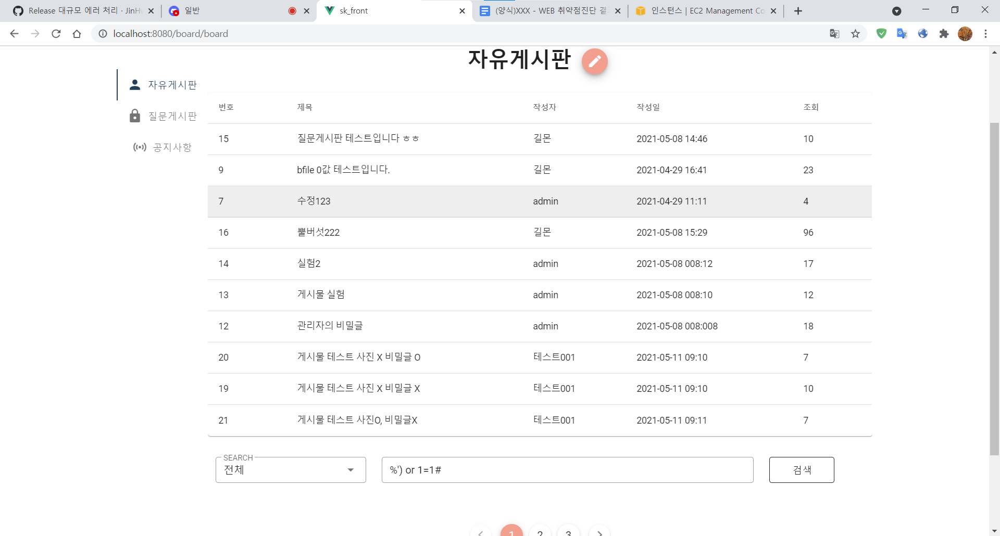 Release 대규모 에러 처리 · JinH
일반
sk_front
(양식)XXX - WEB 취약점진단 결
인스턴스 | EC2 Management Co
localhost:8080/board/board
자유게시판
자유게시판
질문게시판
공지사항
번호 제목 작성자 작성일 조회
15 질문게시판 테스트입니다 ㅎㅎ 길몬 2021-05-08 14:46 10
9 bfile 0값 테스트입니다. 길몬 2021-04-29 16:41 23
7 수정123 admin 2021-04-29 11:11 4
16 뿔버섯222 길몬 2021-05-08 15:29 96
14 실험2 admin 2021-05-08 008:12 17
13 게시물 실험 admin 2021-05-08 008:10 12
12 관리자의 비밀글 admin 2021-05-08 008:008 18
20 게시물 테스트 사진 X 비밀글 O 테스트001 2021-05-11 09:10 7
19 게시물 테스트 사진 X 비밀글 X 테스트001 2021-05-11 09:10 10
21 게시물 테스트 사진O, 비밀글X 테스트001 2021-05-11 09:11 7
SEARCH
전체 %') or 1=1# 검색
1 2 3